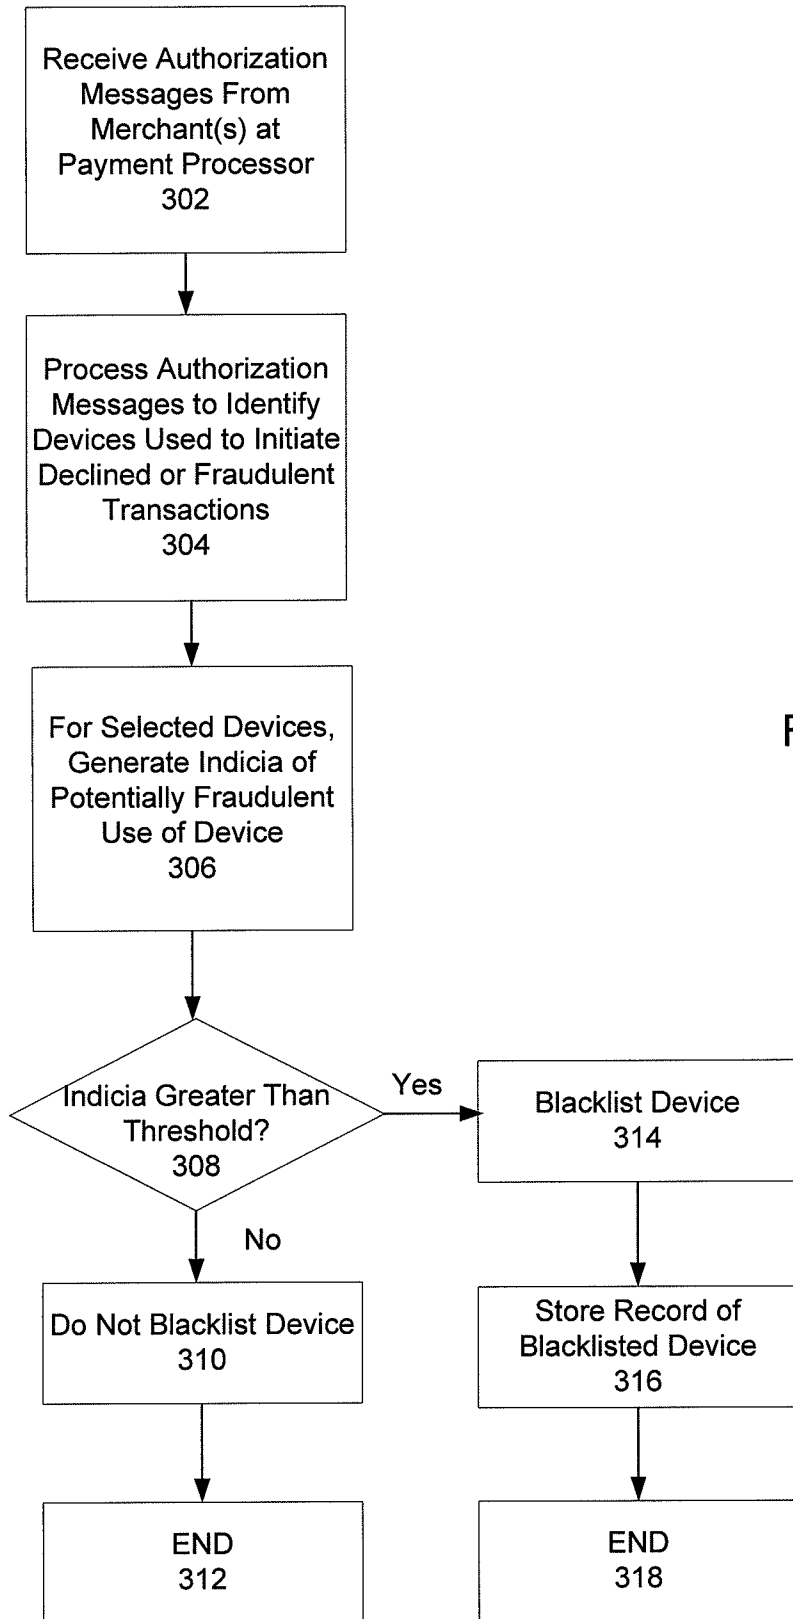 Receive Authorization
Messages From
Merchant(s) at
Payment Processor
302
Process Authorization
Messages to Identify
Devices Used to Initiate
Declined or Fraudulent
Transactions
304
For Selected Devices,
Generate Indicia of
Potentially Fraudulent
Use of Device
306
Indicia Greater Than
Threshold?
308
Yes
Blacklist Device
314
No
Do Not Blacklist Device
310
Store Record of
Blacklisted Device
316
END
312
END
318